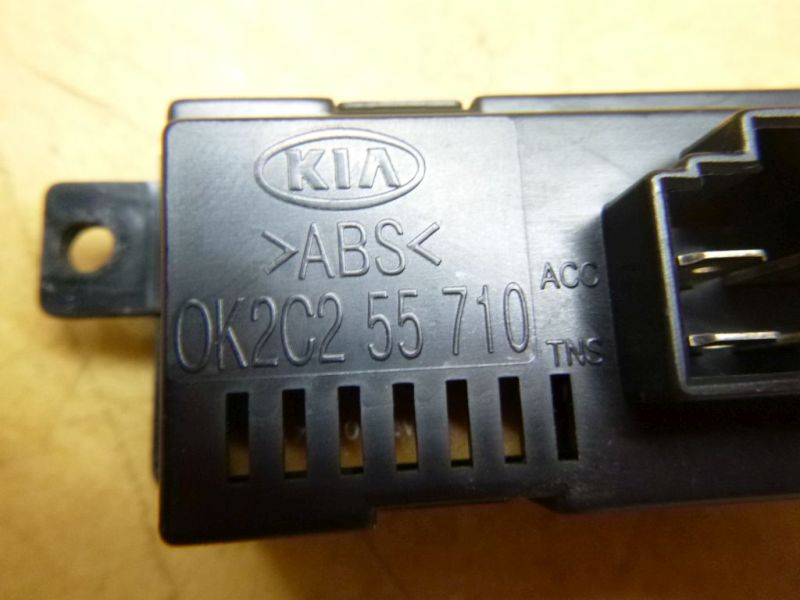 KIA
>ABS<
0K2C2 55 710
ACC
TNS